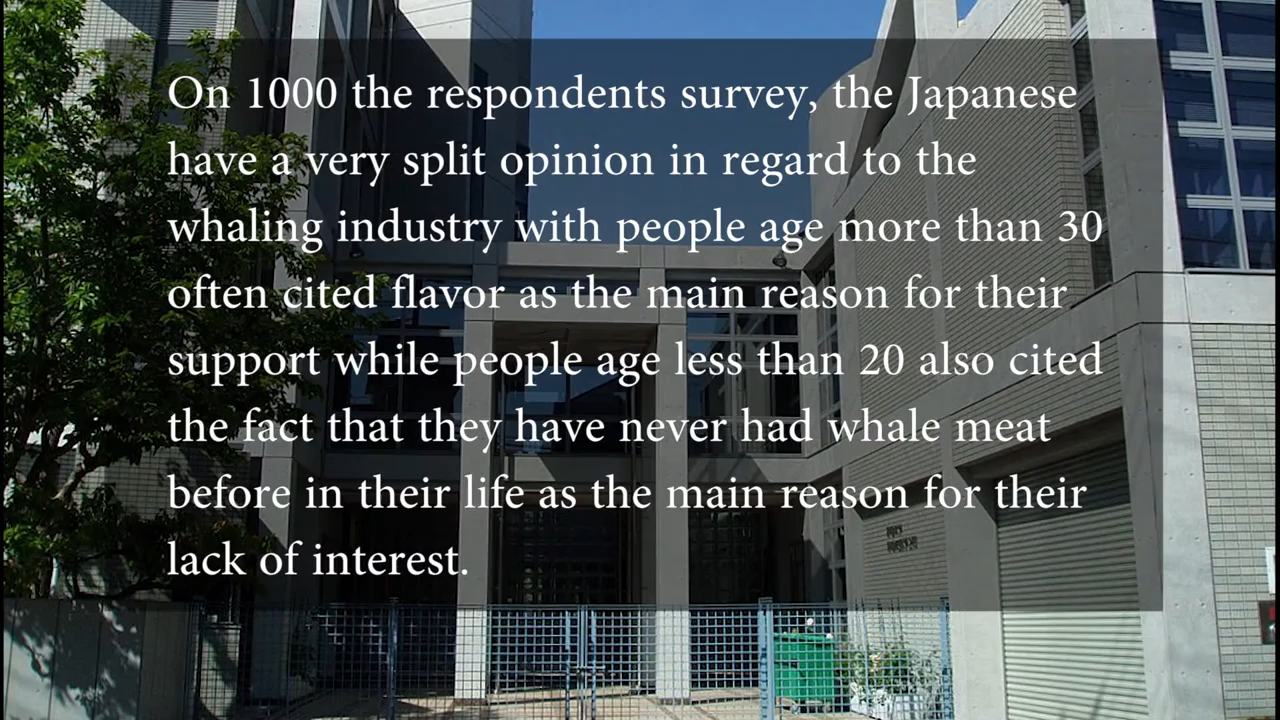 On 1000 the respondents survey, the Japanese
have a very split opinion in regard to the
whaling industry with people age more than 30
often cited flavor as the main reason for their
support while people age less than 20 also cited
the fact that they have never had whale meat
before in their life as the main reason for their
lack of interest.